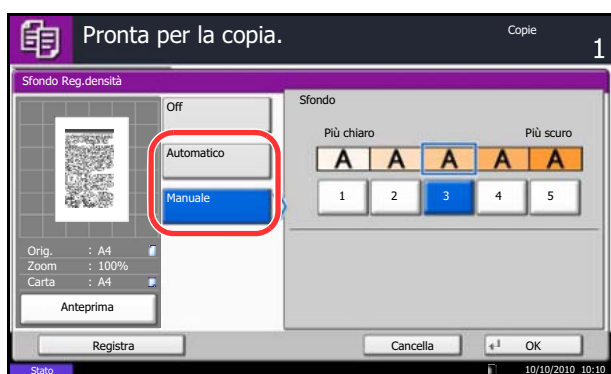 Pronta per la copia.
Copie
1
Sfondo Reg.densità
Off
Automatico
Manuale
Sfondo
Più chiaro
Più scuro
A A A A A
1 2 3 4 5
Orig. : A4
Zoom : 100%
Carta : A4
Anteprima
Registra
Cancella
OK
Stato
10/10/2010 10:10